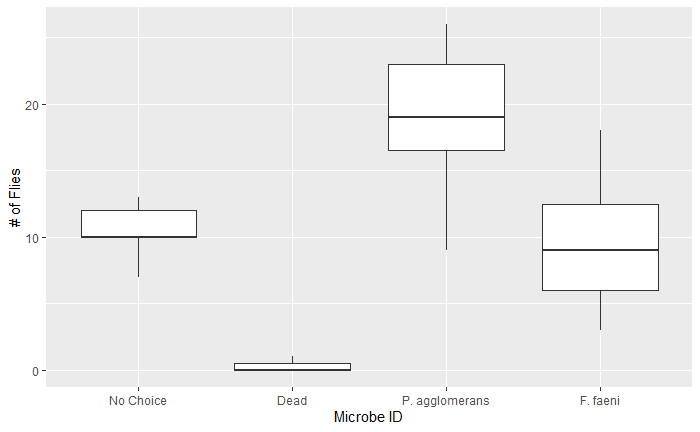 # of Flies
20
10
0
No Choice
Dead
P. agglomerans
F. faeni
Microbe ID